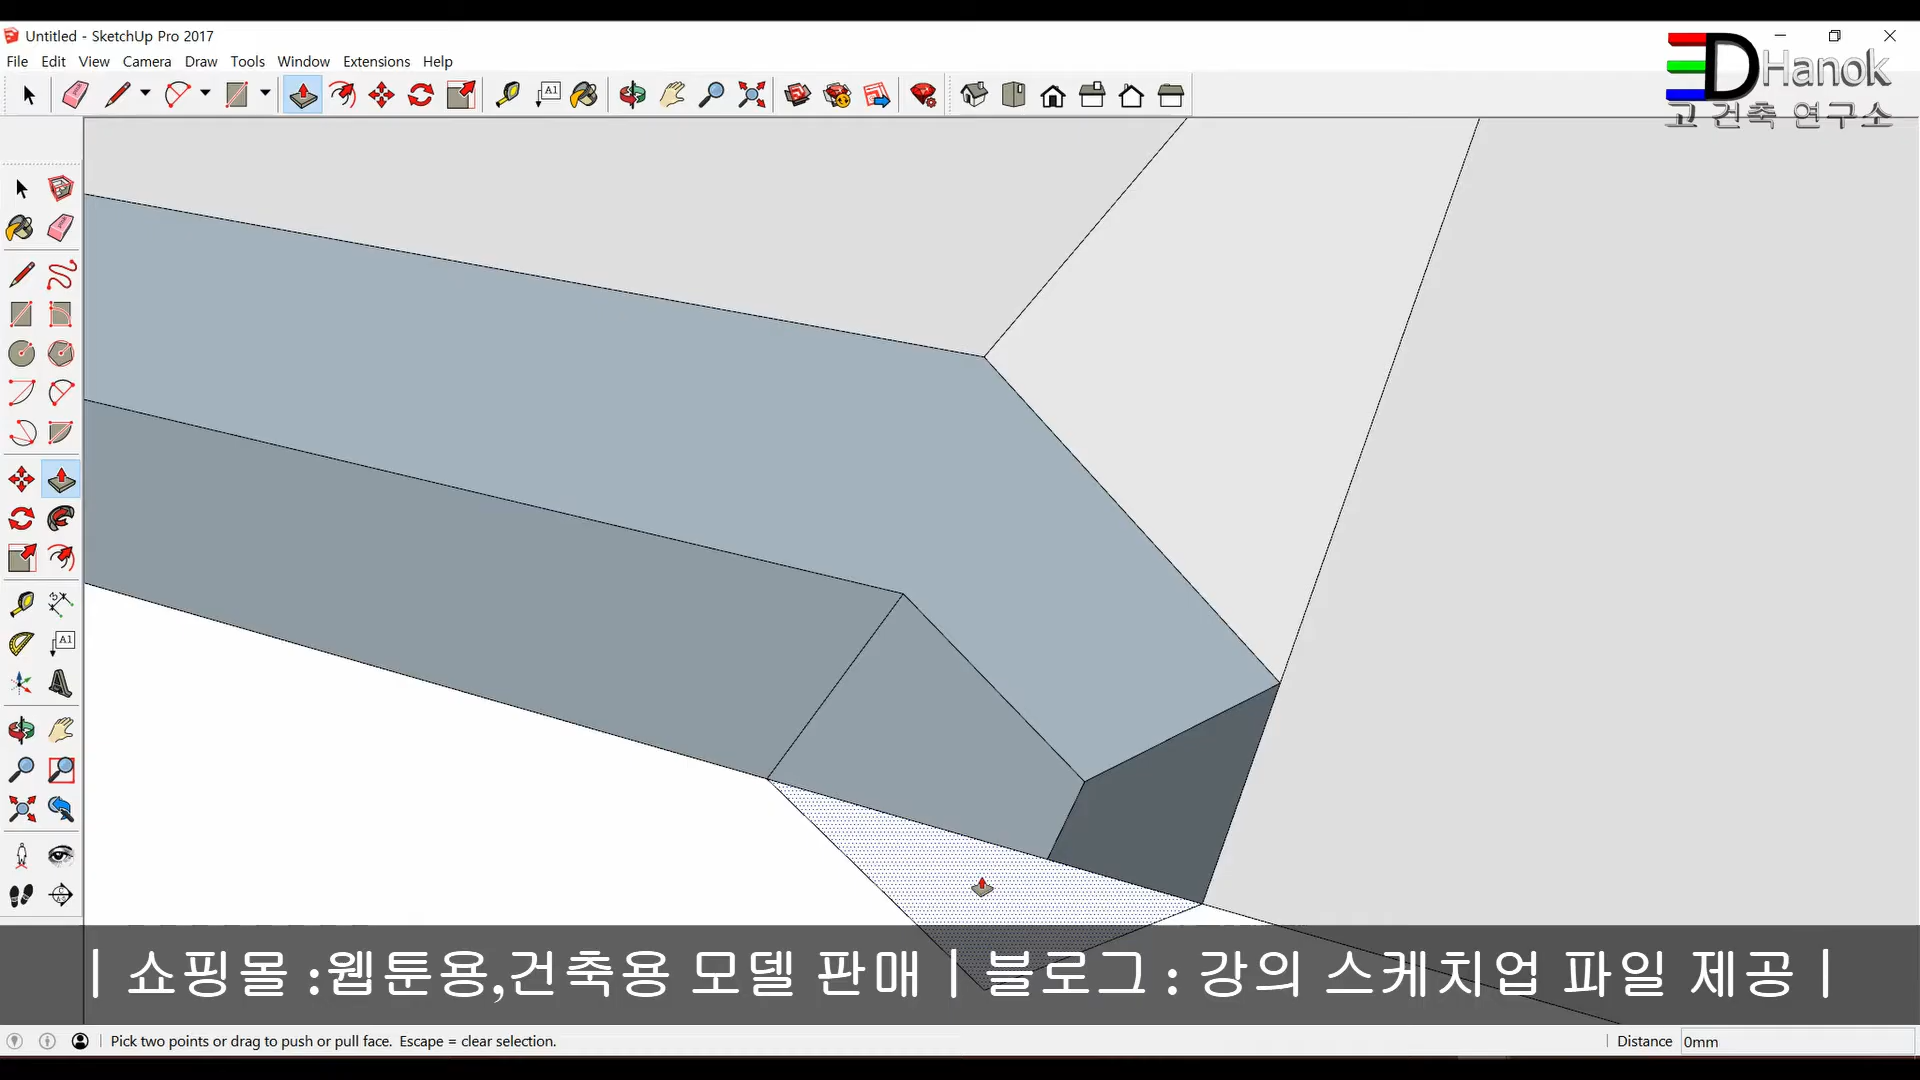 Untitled - SketchUp Pro 2017
File Edit View Camera Draw Tools Window Extensions Help
DHanok
고 건축 연구소
A1
A1
| 쇼핑몰 :웹툰용,건축용 모델 판매 | 블로그 : 강의 스케치업 파일 제공 |
Pick two points or drag to push or pull face. Escape = clear selection.
Distance 0mm